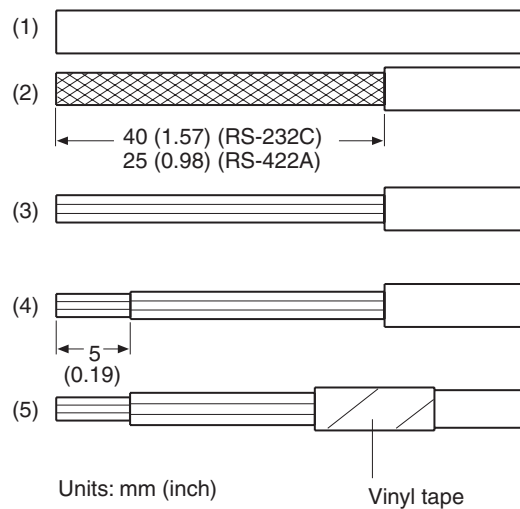 (1)
(2)
40 (1.57) (RS-232C)
25 (0.98) (RS-422A)
(3)
(4)
5
(0.19)
(5)
Units: mm (inch)
Vinyl tape